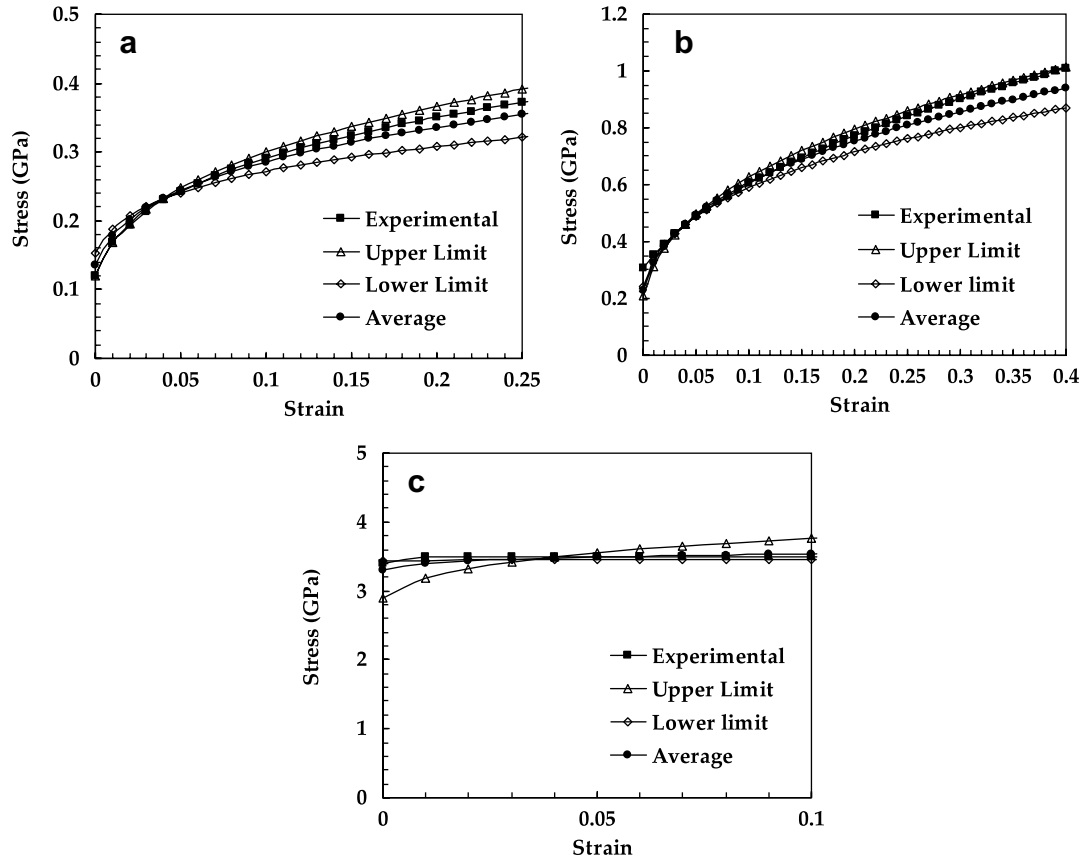 a
0.5
0.4
0.3
0.2
0.1
0
Stress (GPa)
Experimental
Upper Limit
Lower Limit
Average
0 0.05 0.1 0.15 0.2 0.25
Strain
b
1.2
1
0.8
0.6
0.4
0.2
0
Stress (GPa)
Experimental
Upper Limit
Lower limit
Average
0 0.05 0.1 0.15 0.2 0.25 0.3 0.35 0.4
Strain
c
5
4
3
2
1
0
Stress (GPa)
Experimental
Upper Limit
Lower limit
Average
0 0.05 0.1
Strain